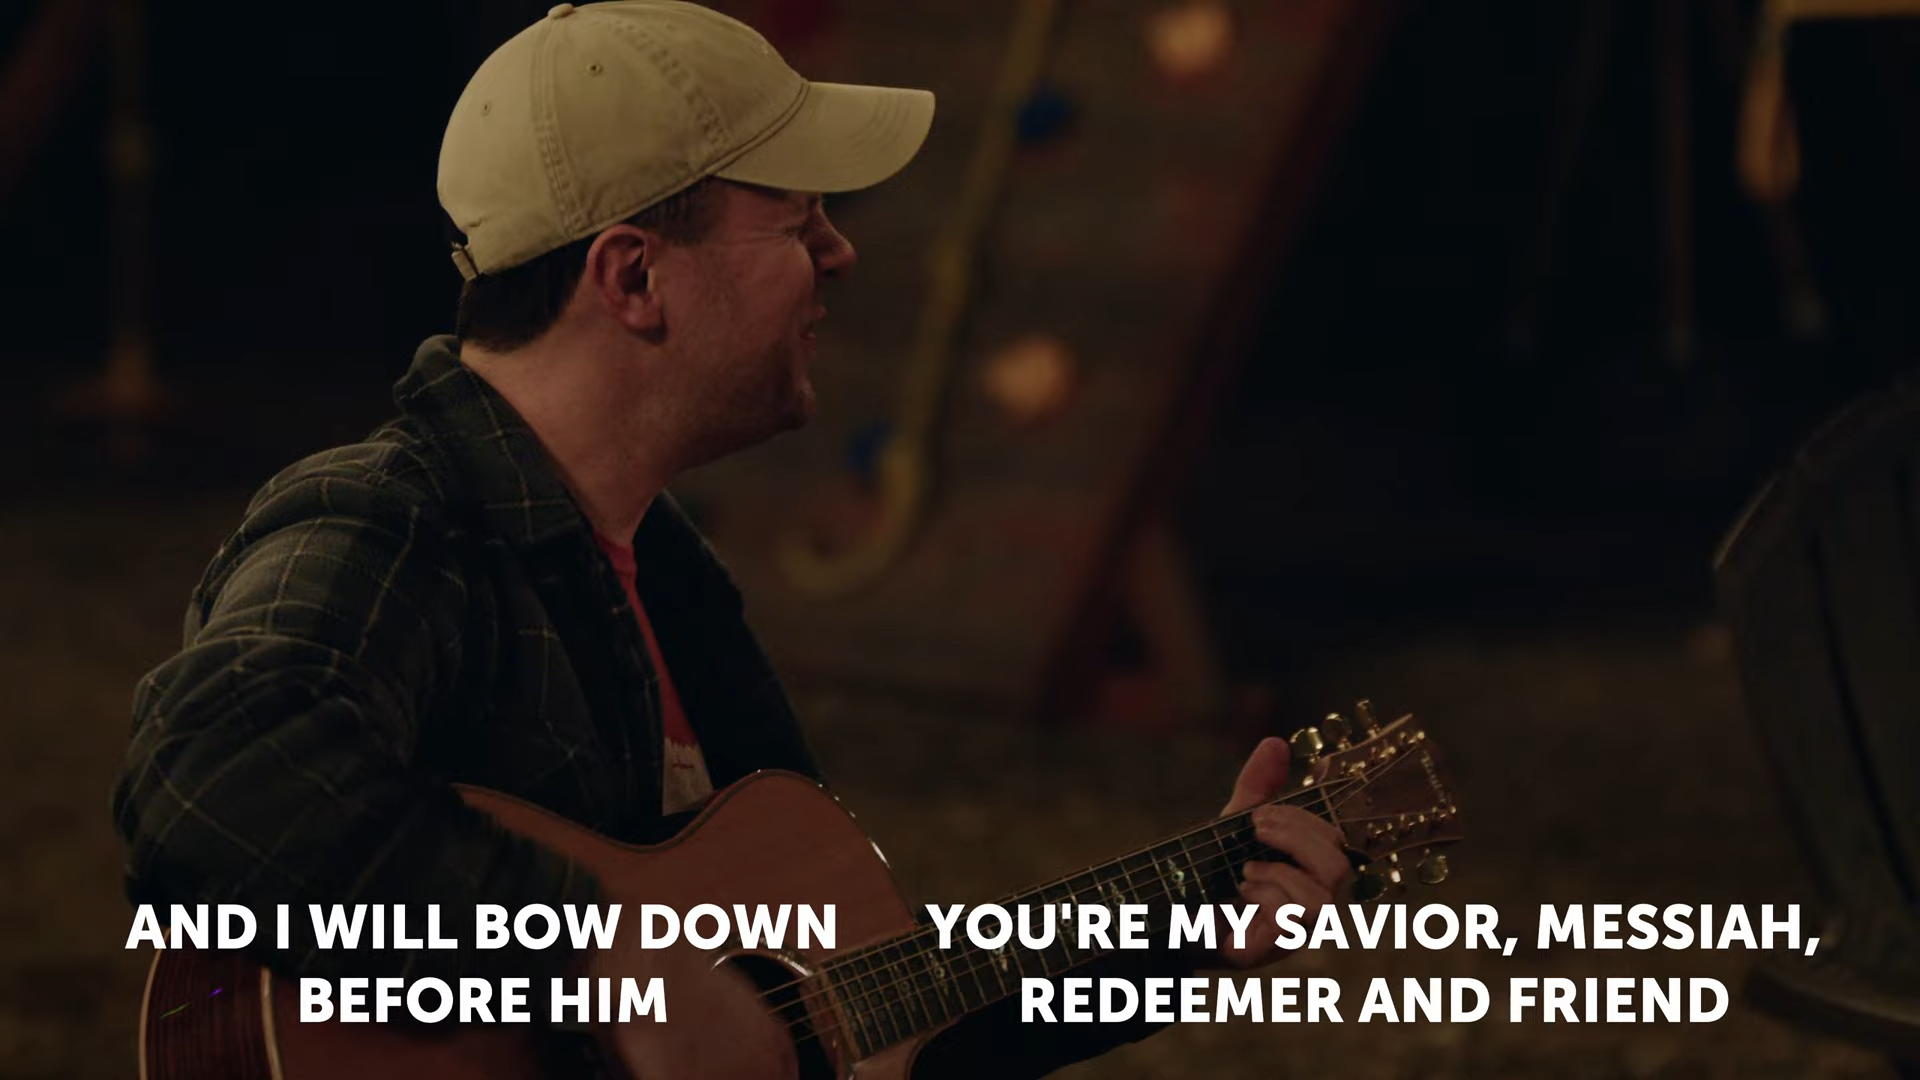 AND I WILL BOW DOWN
BEFORE HIM
YOU'RE MY SAVIOR, MESSIAH,
REDEEMER AND FRIEND